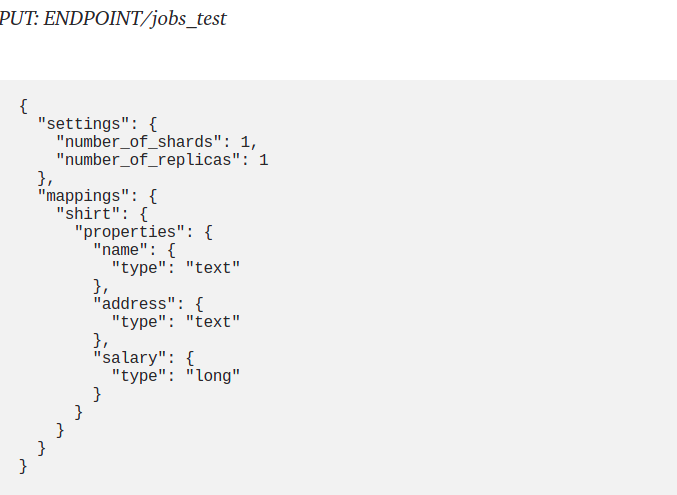 PUT: ENDPOINT/jobs_test
{
  "settings": {
    "number_of_shards": 1,
    "number_of_replicas": 1
  },
  "mappings": {
    "shirt": {
      "properties": {
        "name": {
          "type": "text"
        },
        "address": {
          "type": "text"
        },
        "salary": {
          "type": "long"
        }
      }
    }
  }
}